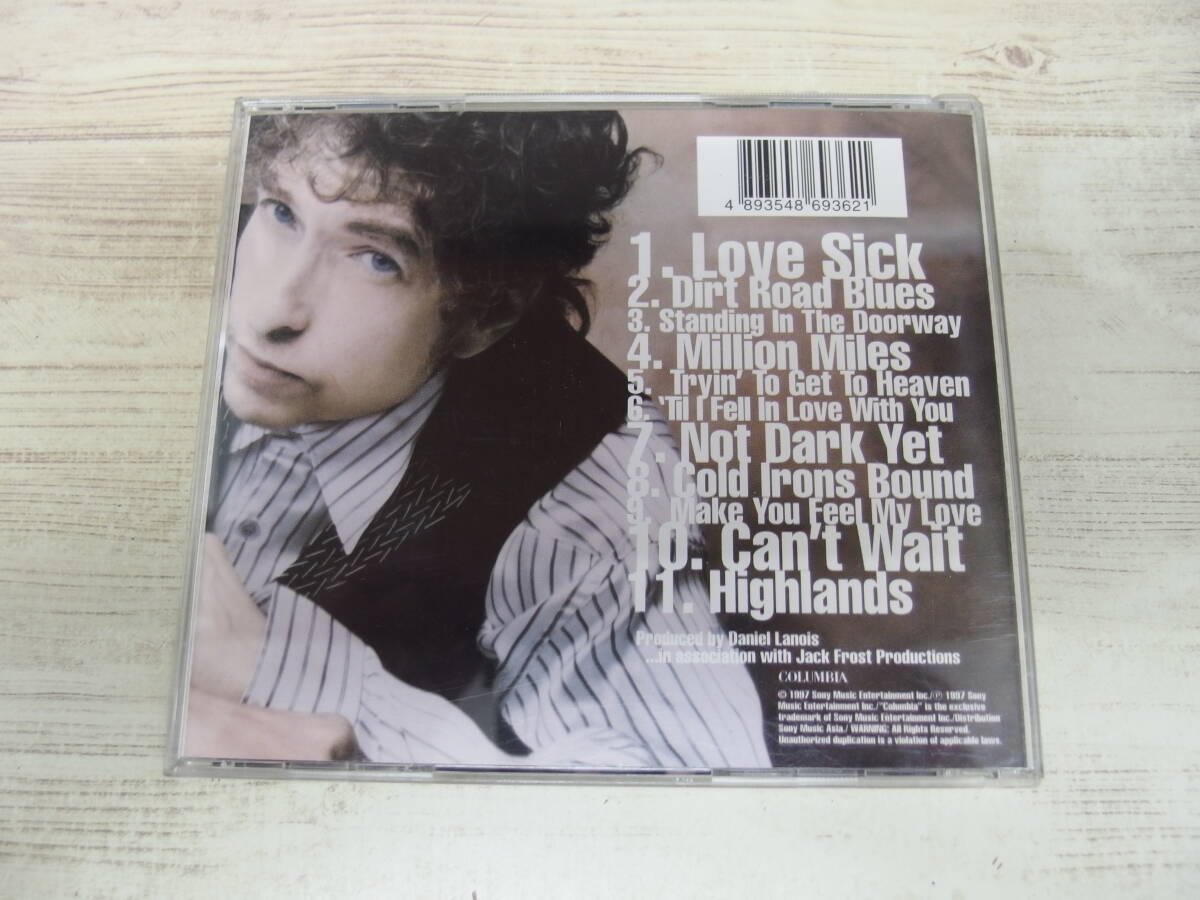 4 893548 693621
1. Love Sick
2. Dirt Road Blues
3. Standing In The Doorway
4. Million Miles
5. Tryin' To Get To Heaven
6. 'Til I Fell In Love With You
7. Not Dark Yet
8. Cold Irons Bound
9. Make You Feel My Love
10. Can't Wait
11. Highlands
Produced by Daniel Lanois
...in association with Jack Frost Productions
COLUMBIA
© 1997 Sony Music Entertainment Inc./℗ 1997 Sony
Music Entertainment Inc./"Columbia" is the exclusive
trademark of Sony Music Entertainment Inc./Distribution
Sony Music Asia./ WARNING: All Rights Reserved.
Unauthorized duplication is a violation of applicable laws.